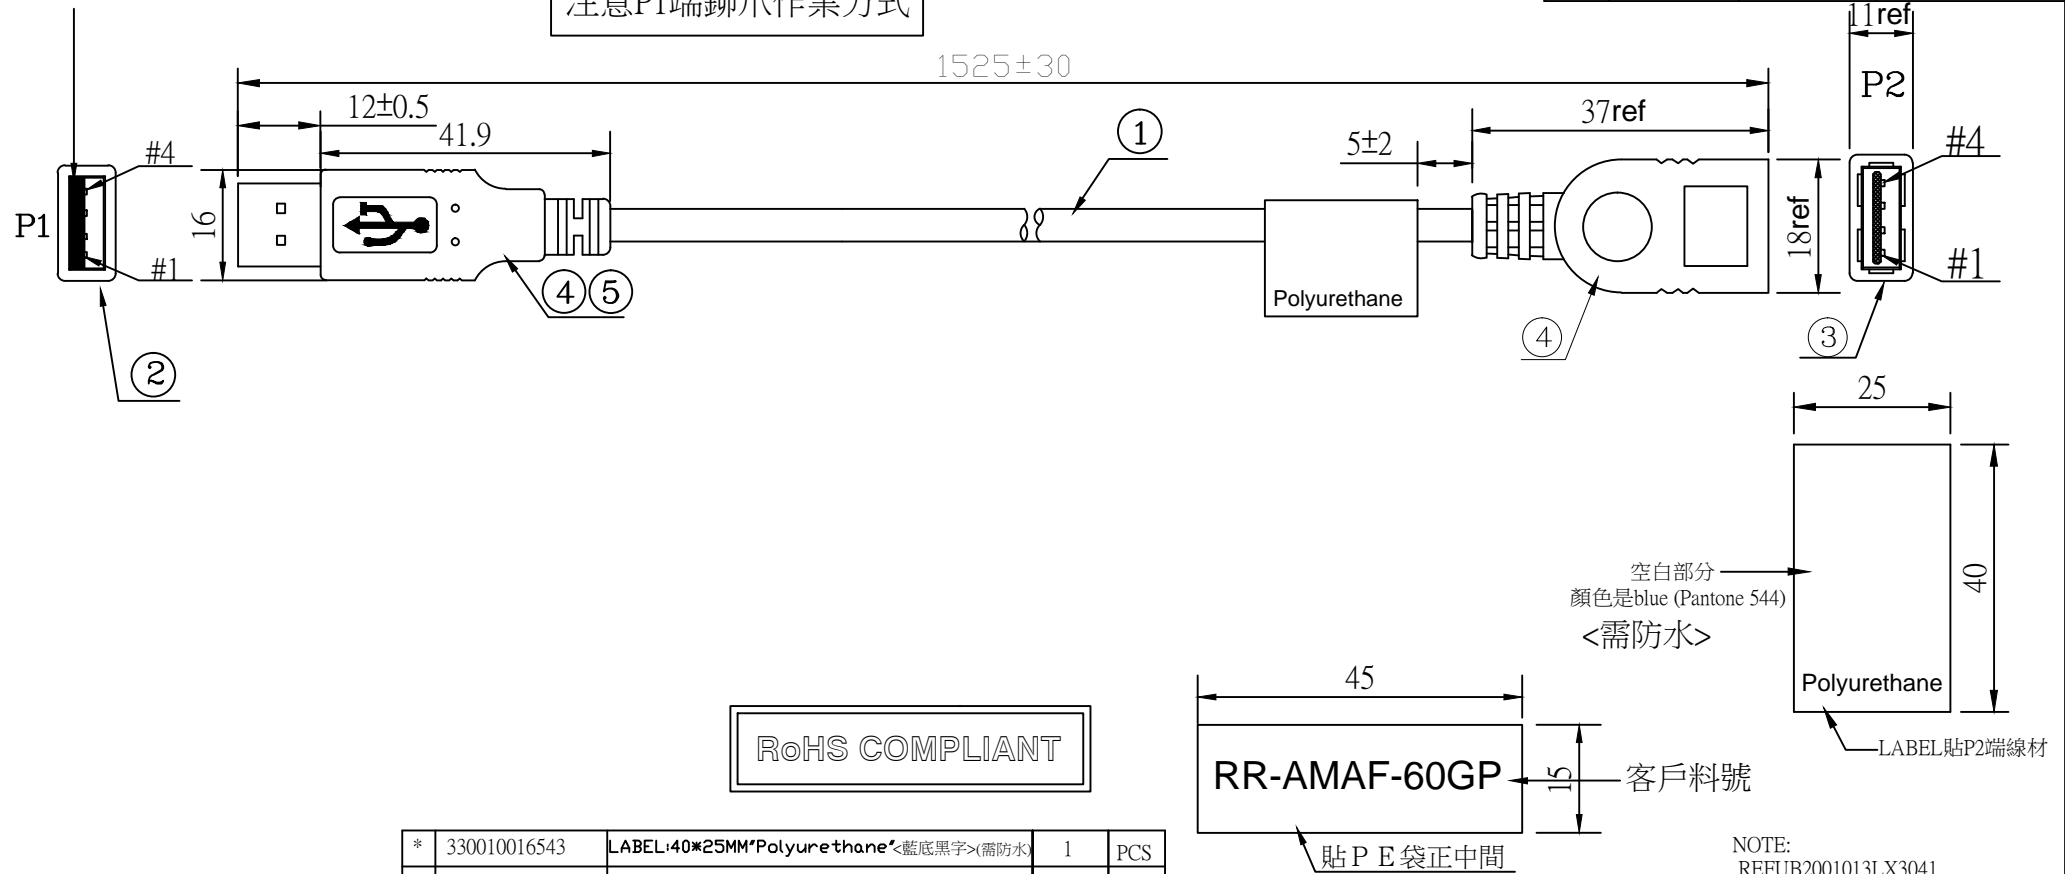 注意P1端鉚爪作業方式
11ref
1525±30
P2
12±0.5
37ref
41.9
①
5±2
#4
#4
P1
16
18ref
#1
#1
Polyurethane
④⑤
④
③
②
25
空白部分
顏色是blue (Pantone 544)
<需防水>
40
Polyurethane
LABEL貼P2端線材
45
RoHS COMPLIANT
RR-AMAF-60GP
15
客戶料號
貼ＰＥ袋正中間
* 330010016543 LABEL:40*25MM"Polyurethane"<藍底黑字>(需防水) 1 PCS
NOTE:
REFUB2001013LX3041